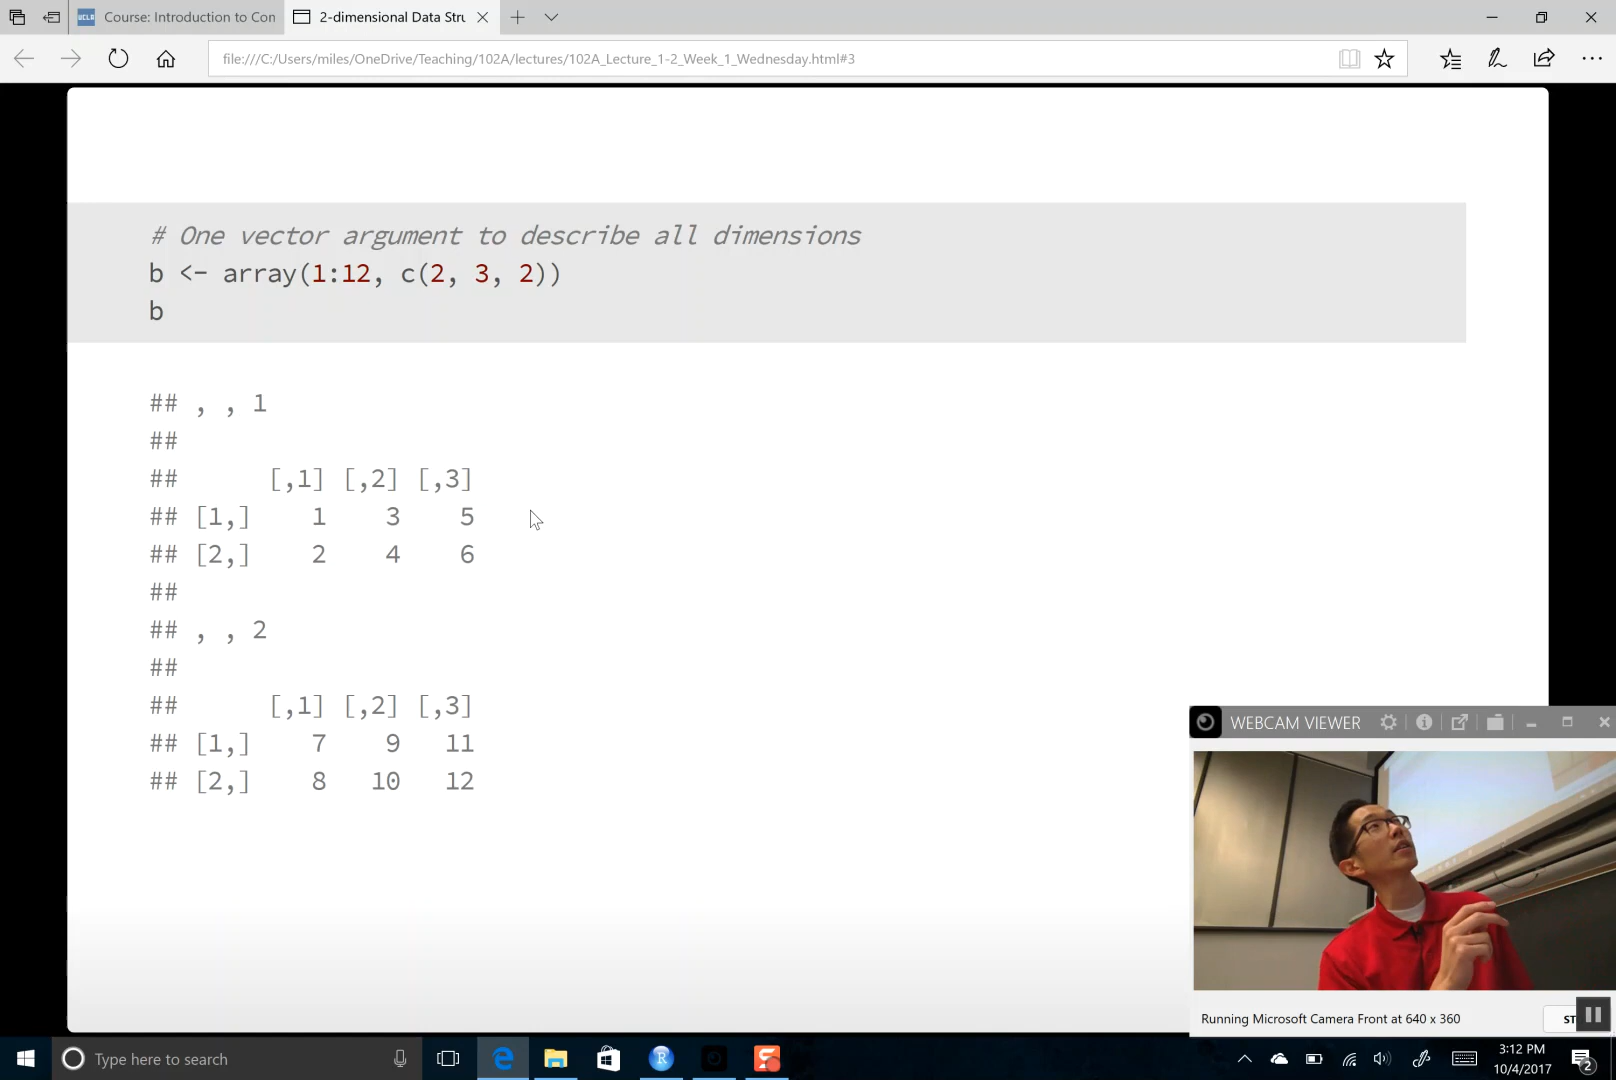 Course: Introduction to Con
2-dimensional Data Stru
file:///C:/Users/miles/OneDrive/Teaching/102A/lectures/102A_Lecture_1-2_Week_1_Wednesday.html#3
# One vector argument to describe all dimensions
b <- array(1:12, c(2, 3, 2))
b
## , , 1
##
##      [,1] [,2] [,3]
## [1,]    1    3    5
## [2,]    2    4    6
##
## , , 2
##
##      [,1] [,2] [,3]
## [1,]    7    9   11
## [2,]    8   10   12
WEBCAM VIEWER
Running Microsoft Camera Front at 640 x 360
ST
Type here to search
3:12 PM
10/4/2017
2
UCLA
R